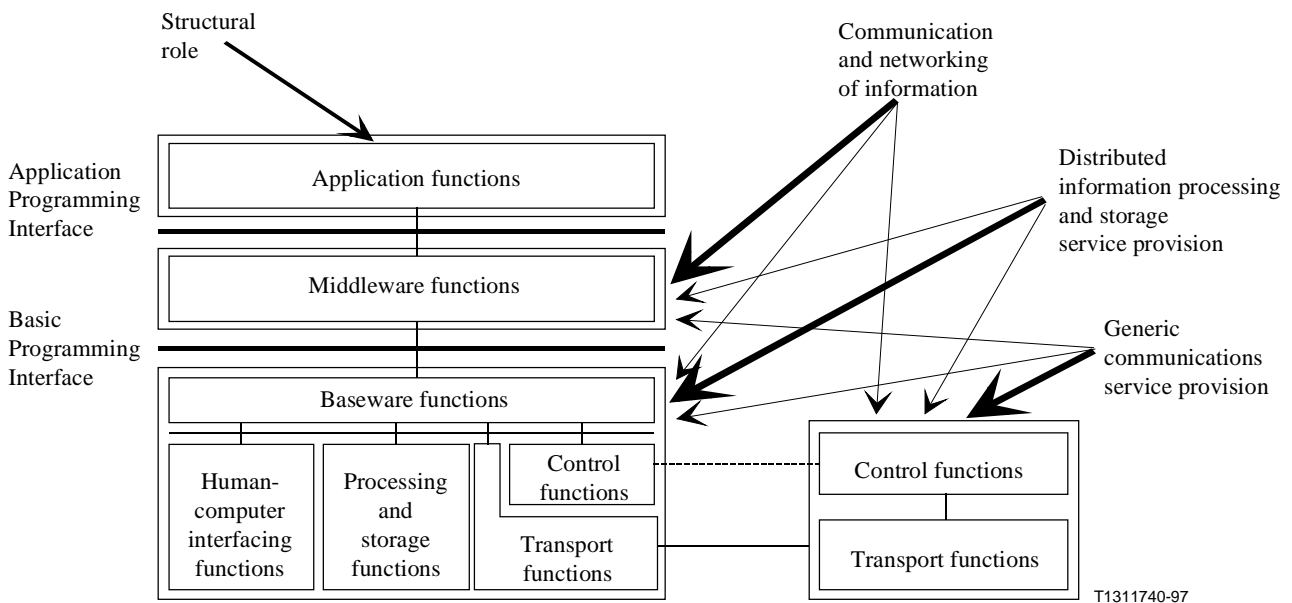 Structural
role
Communication
and networking
of information
Application
Programming
Interface
Application functions
Distributed
information processing
and storage
service provision
Middleware functions
Basic
Programming
Interface
Generic
communications
service provision
Baseware functions
Human-
computer
interfacing
functions
Processing
and
storage
functions
Control
functions
Transport
functions
Control functions
Transport functions
T1311740-97